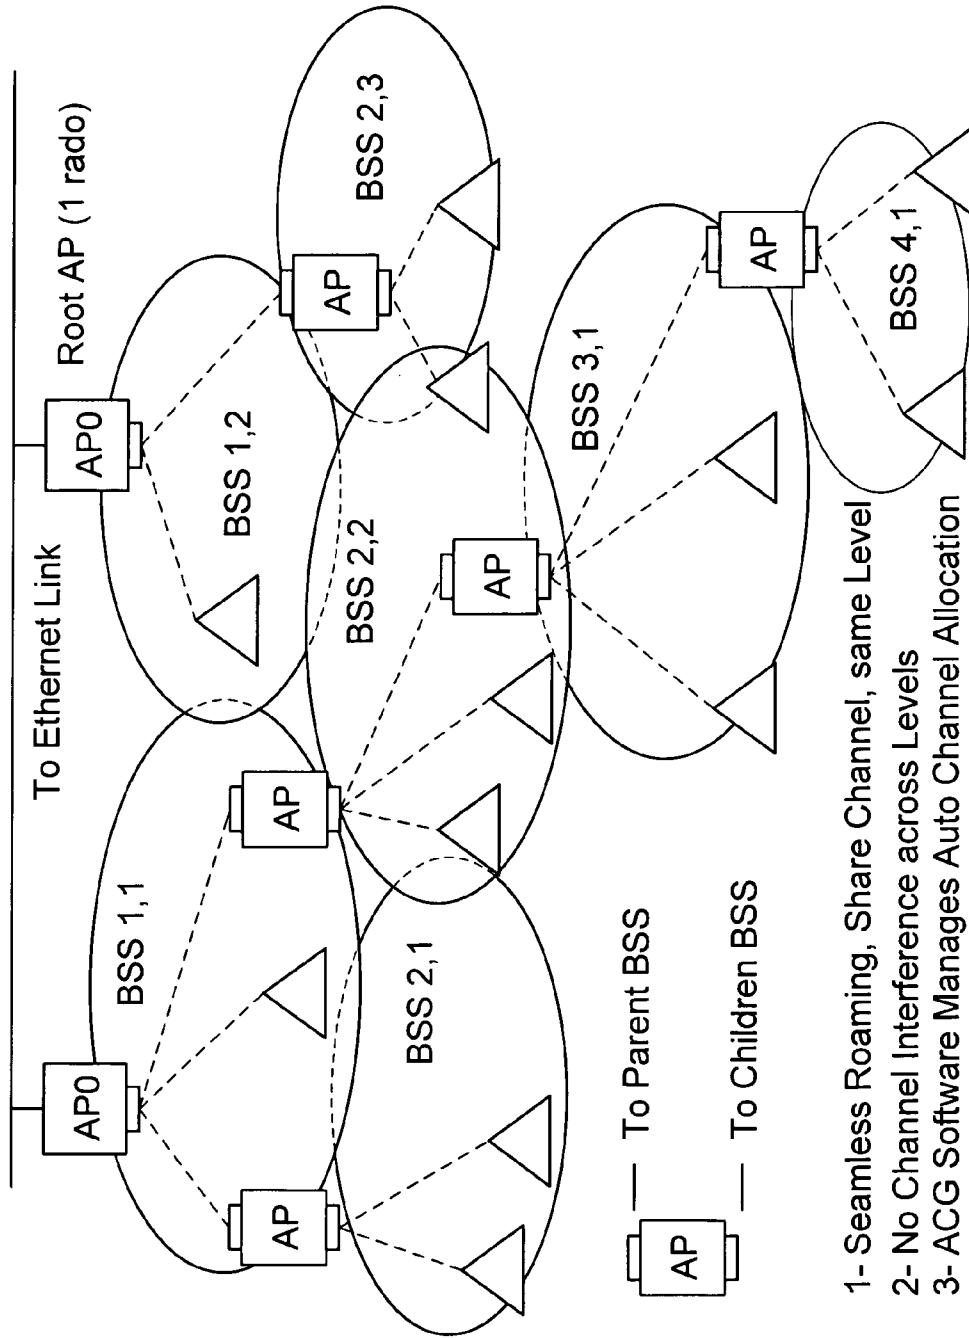 To Ethernet Link
AP0
AP0
Root AP (1 rado)
BSS 1,1
BSS 1,2
AP
AP
AP
BSS 2,3
BSS 2,1
BSS 2,2
AP
BSS 3,1
AP
BSS 4,1
AP
To Parent BSS
To Children BSS
1- Seamless Roaming, Share Channel, same Level
2- No Channel Interference across Levels
3- ACG Software Manages Auto Channel Allocation